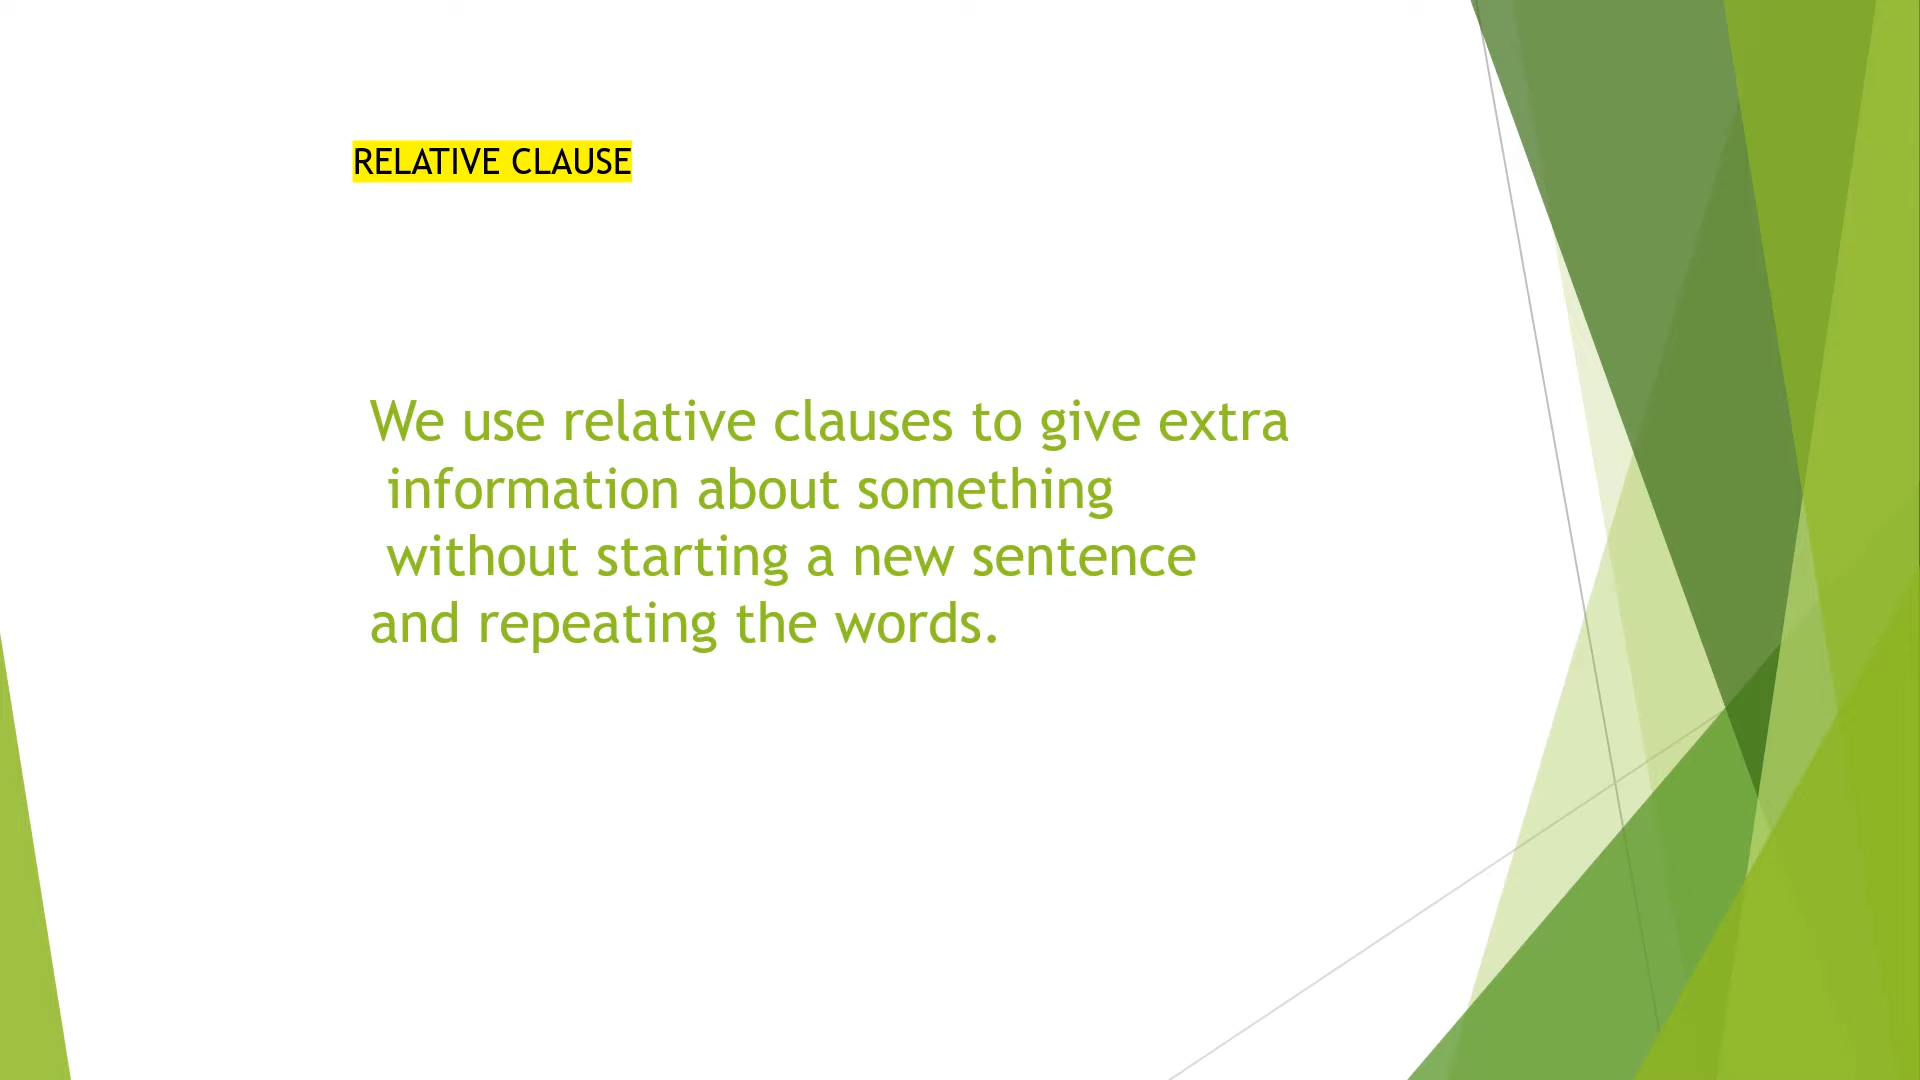 RELATIVE CLAUSE
We use relative clauses to give extra
information about something
without starting a new sentence
and repeating the words.